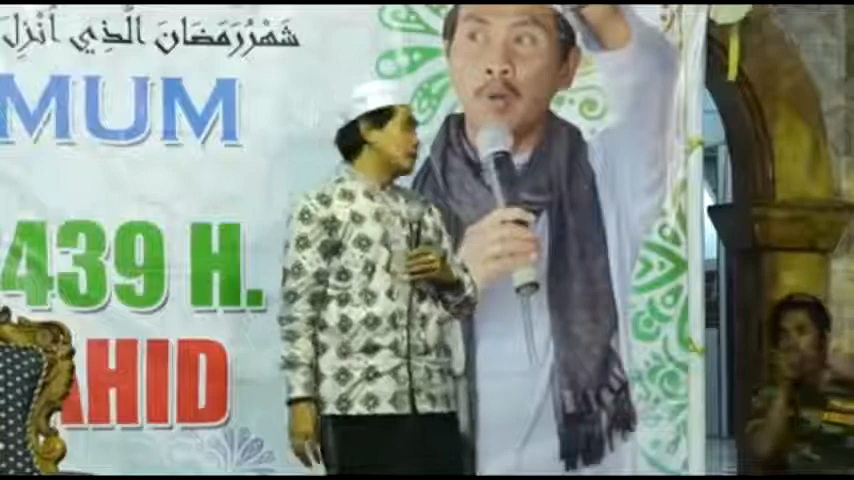 شَهْرُ رَمَضَانَ الَّذِي أُنْزِلَ
MUM
439 H.
AHID